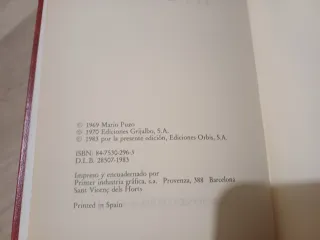 © 1969 Mario Puzo
© 1970 Ediciones Grijalbo, S.A.
© 1983 por la presente edición, Ediciones Orbis, S.A.
ISBN: 84-7530-296-3
D.L.B. 28507-1983
Impreso y encuadernado por
Printer industria gráfica, s.a. Provenza, 388 Barcelona
Sant Vicenç dels Horts
Printed in Spain